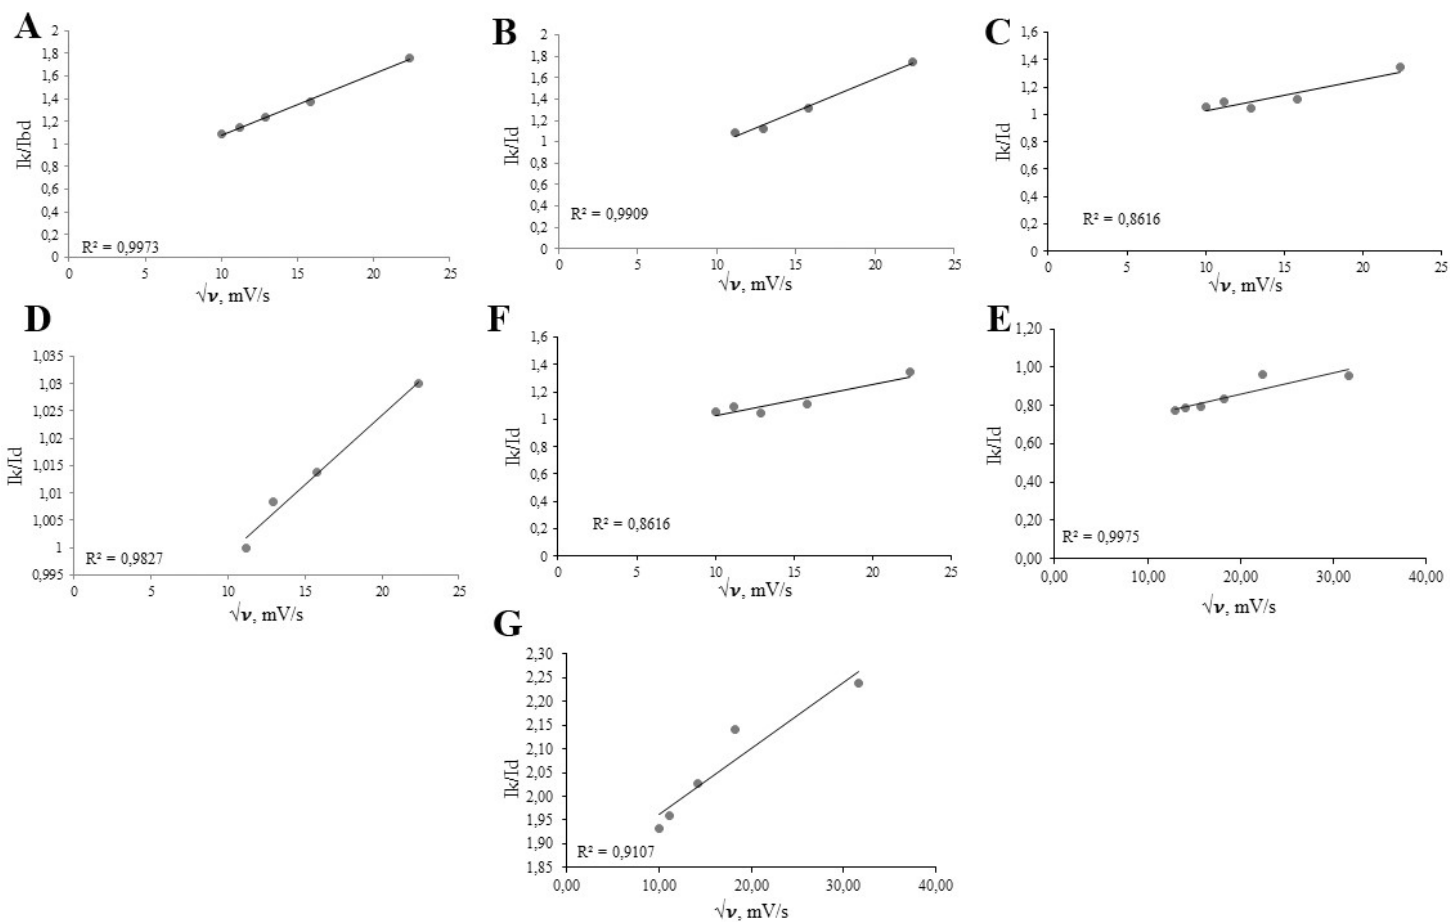 A
2
1,8
1,6
1,4
1,2
1
0,8
0,6
0,4
0,2
0
Ik/Ibd
R² = 0,9973
0 5 10 15 20 25
√ν, mV/s
B
2
1,8
1,6
1,4
1,2
1
0,8
0,6
0,4
0,2
0
Ik/Id
R² = 0,9909
0 5 10 15 20 25
√ν, mV/s
C
1,6
1,4
1,2
1
0,8
0,6
0,4
0,2
0
Ik/Id
R² = 0,8616
0 5 10 15 20 25
√ν, mV/s
D
1,035
1,03
1,025
1,02
1,015
1,01
1,005
1
0,995
Ik/Id
R² = 0,9827
0 5 10 15 20 25
√ν, mV/s
F
1,6
1,4
1,2
1
0,8
0,6
0,4
0,2
0
Ik/Id
R² = 0,8616
0 5 10 15 20 25
√ν, mV/s
E
1,20
1,00
0,80
0,60
0,40
0,20
0,00
Ik/Id
R² = 0,9975
0,00 10,00 20,00 30,00 40,00
√ν, mV/s
G
2,30
2,25
2,20
2,15
2,10
2,05
2,00
1,95
1,90
1,85
Ik/Id
R² = 0,9107
0,00 10,00 20,00 30,00 40,00
√ν, mV/s